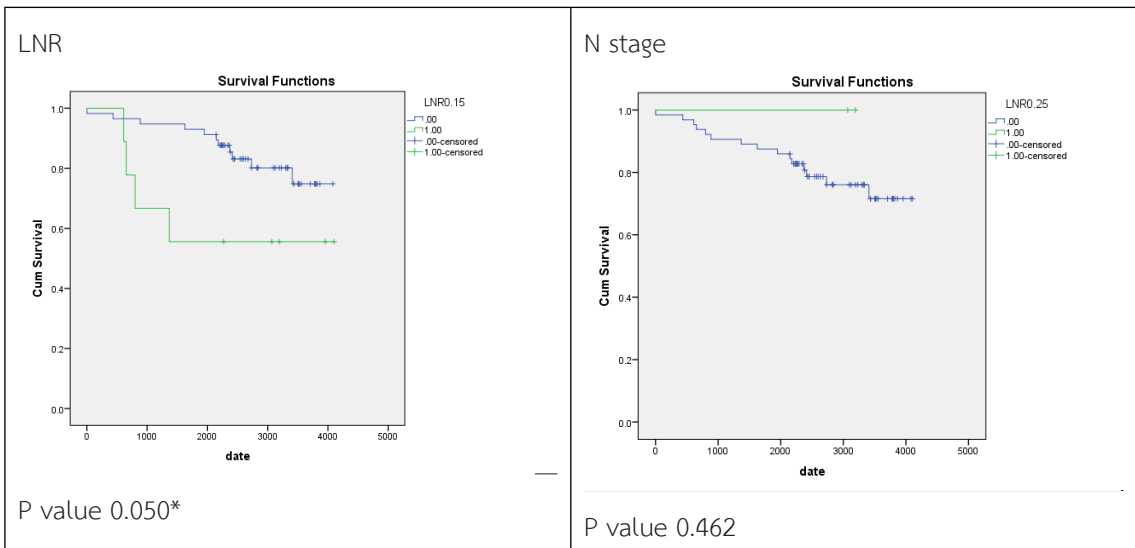 LNR
Survival Functions
LNR0.15
.00
1.00
.00-censored
1.00-censored
1.0
0.8
0.6
0.4
0.2
0.0
Cum Survival
0 1000 2000 3000 4000 5000
date
P value 0.050*
N stage
Survival Functions
LNR0.25
.00
1.00
.00-censored
1.00-censored
1.0
0.8
0.6
0.4
0.2
0.0
Cum Survival
0 1000 2000 3000 4000 5000
date
P value 0.462